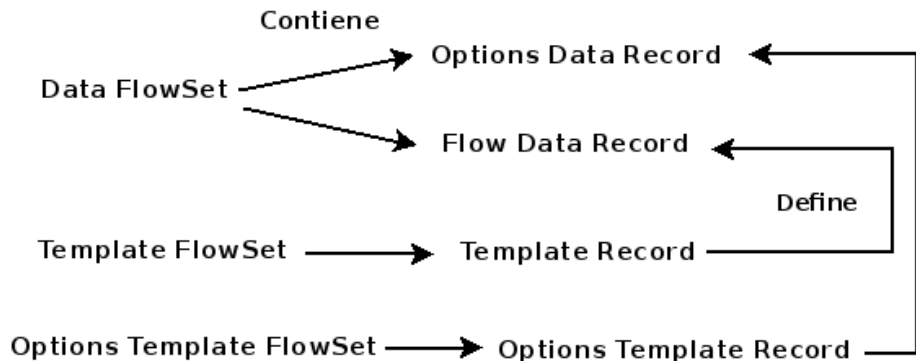 Contiene
Options Data Record
Data FlowSet
Flow Data Record
Define
Template FlowSet
Template Record
Options Template FlowSet
Options Template Record